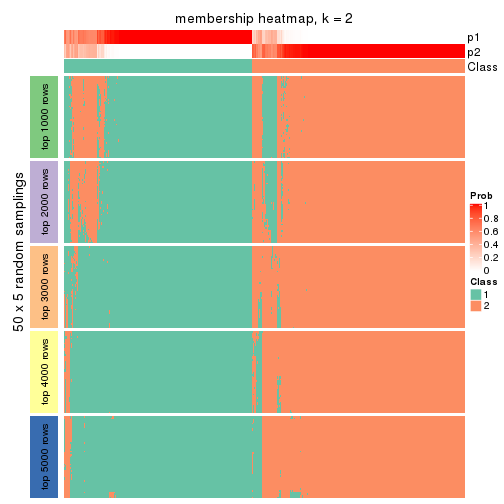 membership heatmap, k = 2
p1
p2
Class
50 x 5 random samplings
top 1000 rows
top 2000 rows
top 3000 rows
top 4000 rows
top 5000 rows
Prob
1
0.8
0.6
0.4
0.2
0
Class
1
2